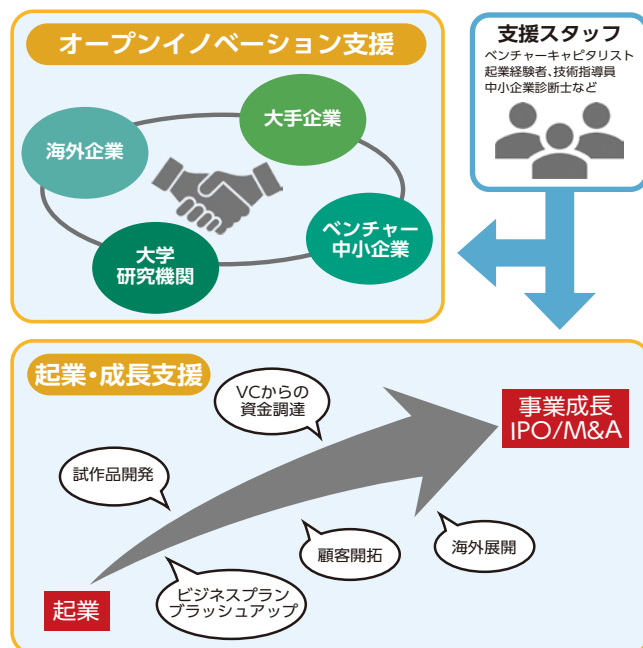 オープンイノベーション支援
海外企業
大手企業
大学
研究機関
ベンチャー
中小企業
支援スタッフ
ベンチャーキャピタリスト
起業経験者、技術指導員
中小企業診断士など
起業・成長支援
VCからの
資金調達
試作品開発
事業成長
IPO/M&A
顧客開拓
海外展開
ビジネスプラン
ブラッシュアップ
起業